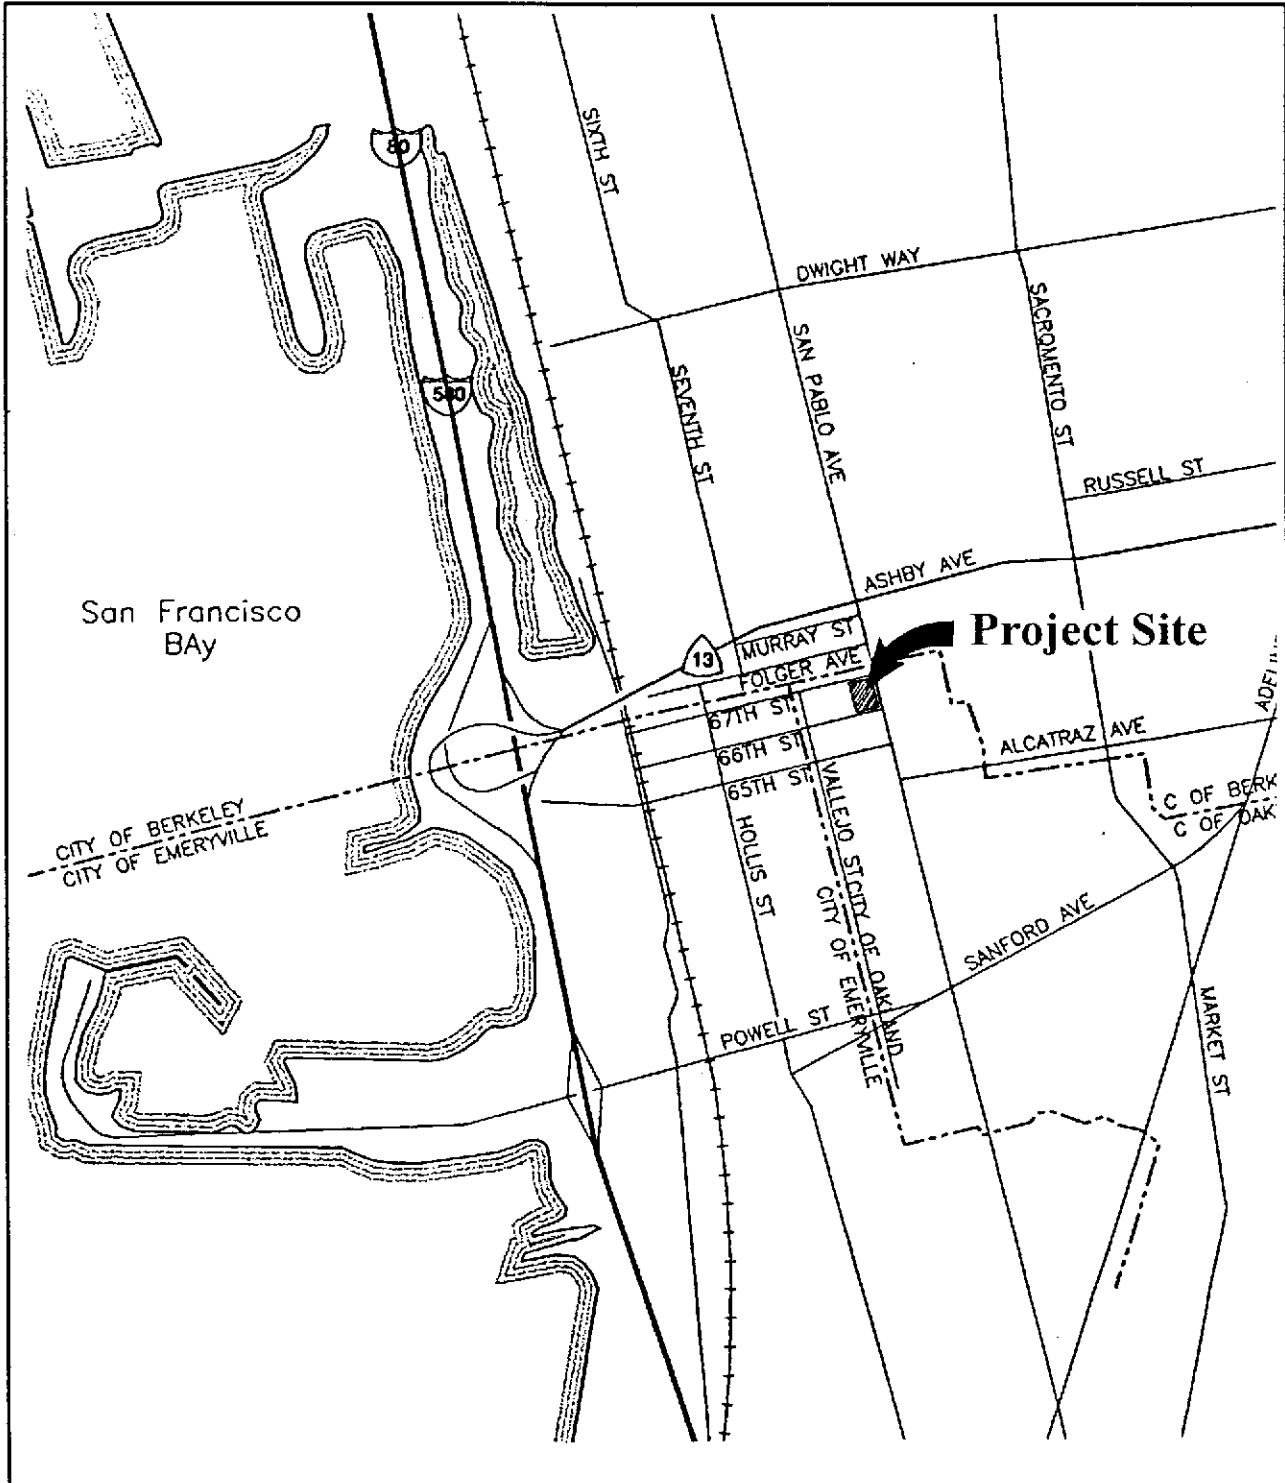 80
SIXTH ST
DWIGHT WAY
SAN PABLO AVE
SACROMENTO ST
580
SEVENTH ST
RUSSELL ST
ASHBY AVE
San Francisco
BAy
MURRAY ST
Project Site
13
FOLGER AVE
67TH ST
66TH ST
65TH ST
ALCATRAZ AVE
VALLEJO ST
HOLLIS ST
CITY OF BERKELEY
CITY OF EMERYVILLE
C OF BERK
C OF OAK
CITY OF OAKLAND
CITY OF EMERYVILLE
SANFORD AVE
POWELL ST
MARKET ST